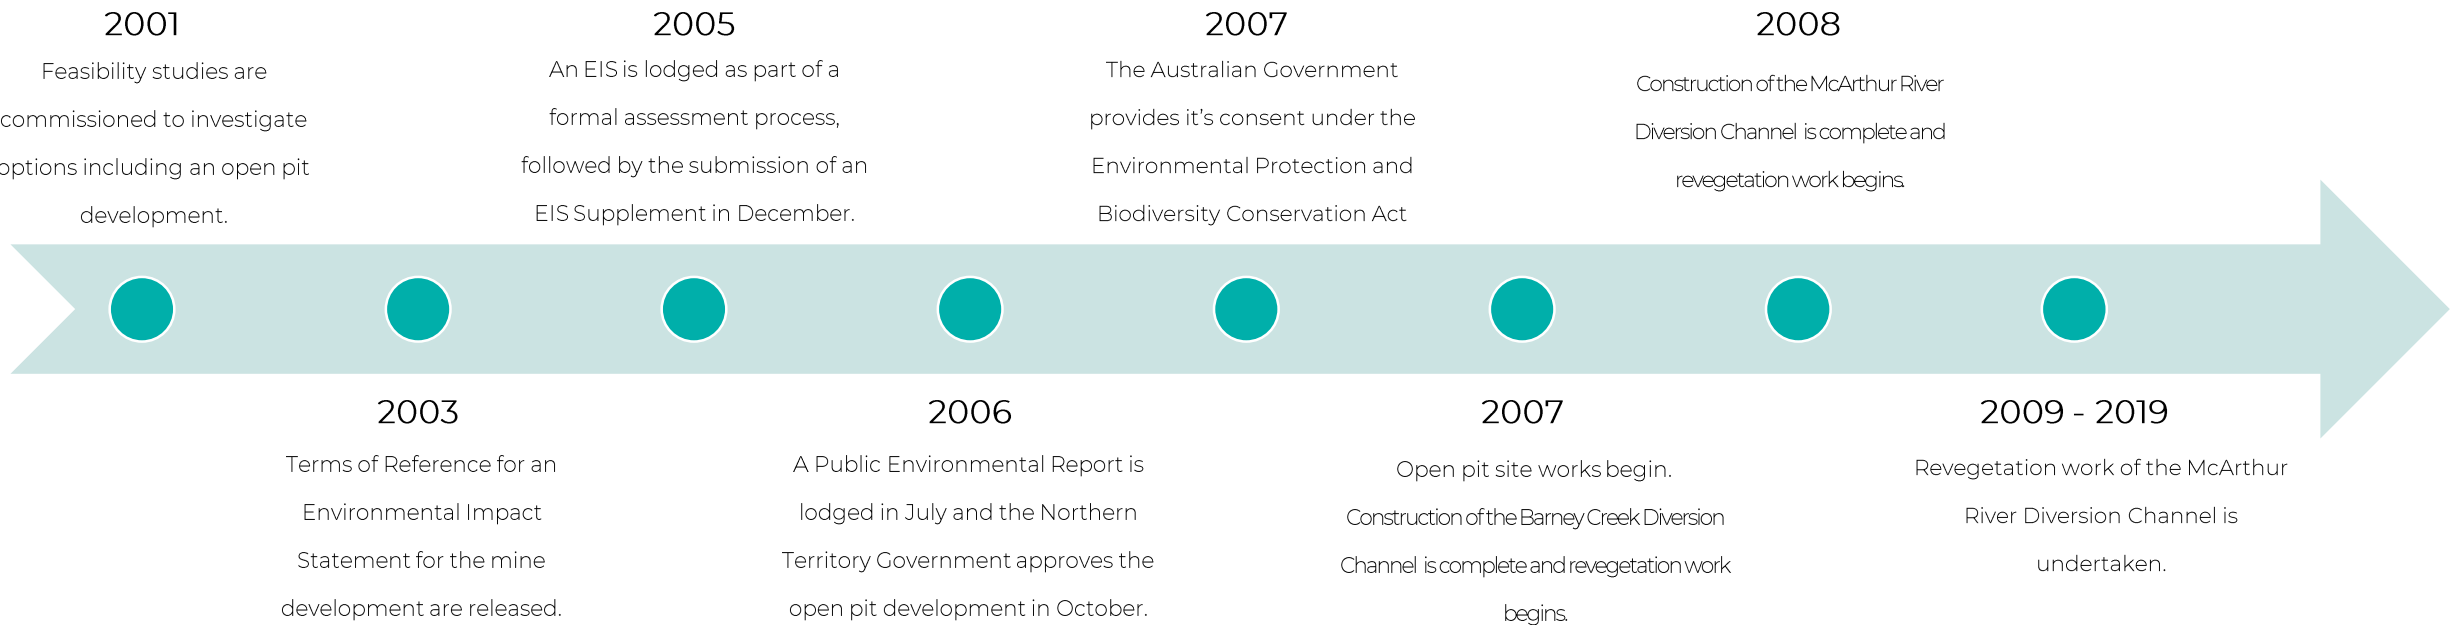 2001
Feasibility studies are
commissioned to investigate
options including an open pit
development.
2003
Terms of Reference for an
Environmental Impact
Statement for the mine
development are released.
2005
An EIS is lodged as part of a
formal assessment process,
followed by the submission of an
EIS Supplement in December.
2006
A Public Environmental Report is
lodged in July and the Northern
Territory Government approves the
open pit development in October.
2007
The Australian Government
provides it's consent under the
Environmental Protection and
Biodiversity Conservation Act
2007
Open pit site works begin.
Construction of the Barney Creek Diversion
Channel is complete and revegetation work
begins.
2008
Construction of the McArthur River
Diversion Channel is complete and
revegetation work begins.
2009 - 2019
Revegetation work of the McArthur
River Diversion Channel is
undertaken.